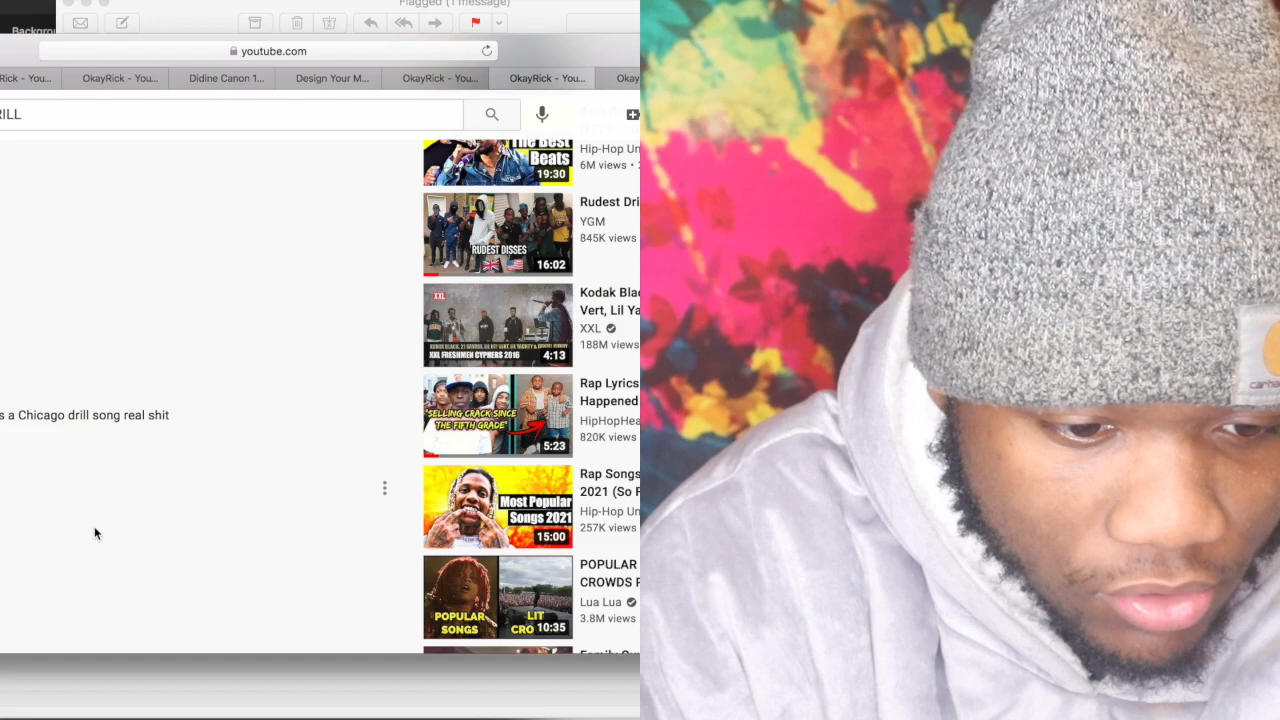 Flagged (1 message)
Backgrou
youtube.com
Rick - You...
OkayRick - You...
Didine Canon 1...
Design Your M...
OkayRick - You...
OkayRick - You...
Okay
RILL
The Best
Beats
19:30
Hip-Hop Un
6M views •
RUDEST DISSES
16:02
Rudest Dri
YGM
845K views
XXL
XXL FRESHMEN CYPHERS 2016
4:13
Kodak Blac
Vert, Lil Ya
XXL
188M views
"SELLING CRACK SINCE
THE FIFTH GRADE"
5:23
Rap Lyrics
Happened
HipHopHea
820K views
s a Chicago drill song real shit
Most Popular
Songs 2021
15:00
Rap Songs
2021 (So F
Hip-Hop Un
257K views
POPULAR
SONGS
LIT
CRO
10:35
POPULAR
CROWDS F
Lua Lua
3.8M views